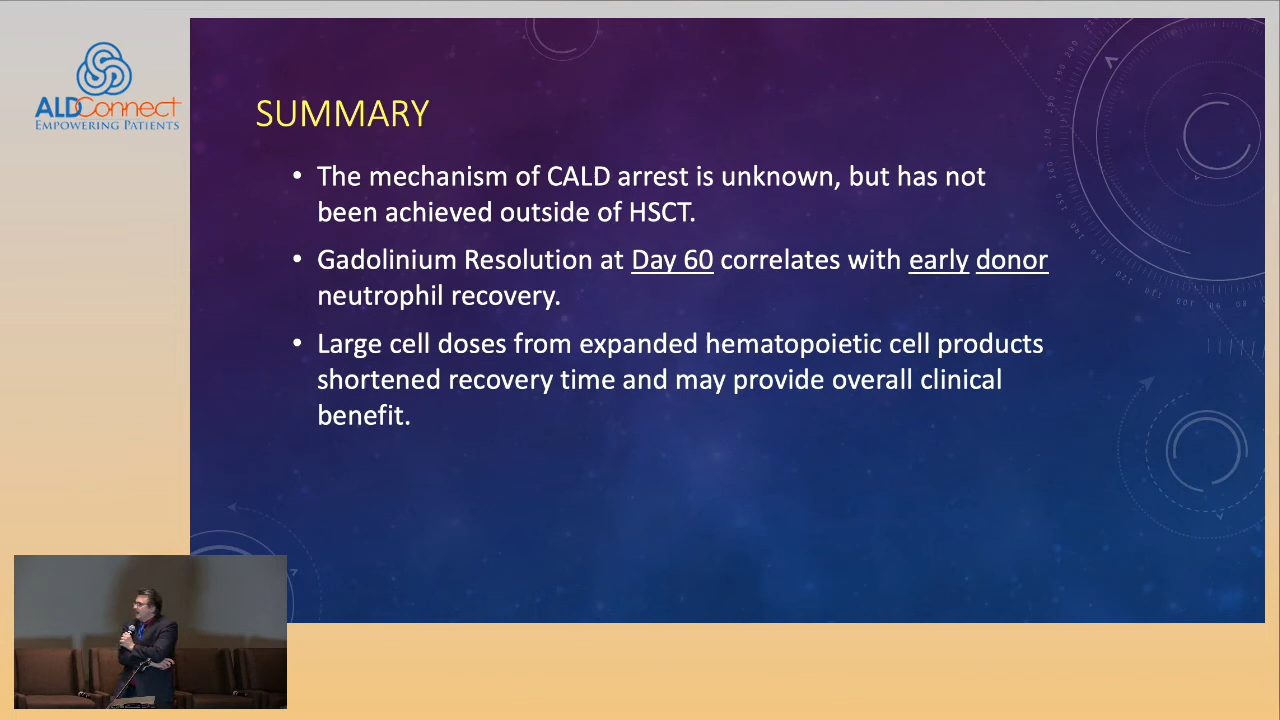 ALDConnect
EMPOWERING PATIENTS
SUMMARY
• The mechanism of CALD arrest is unknown, but has not
been achieved outside of HSCT.
• Gadolinium Resolution at Day 60 correlates with early donor
neutrophil recovery.
• Large cell doses from expanded hematopoietic cell products
shortened recovery time and may provide overall clinical
benefit.